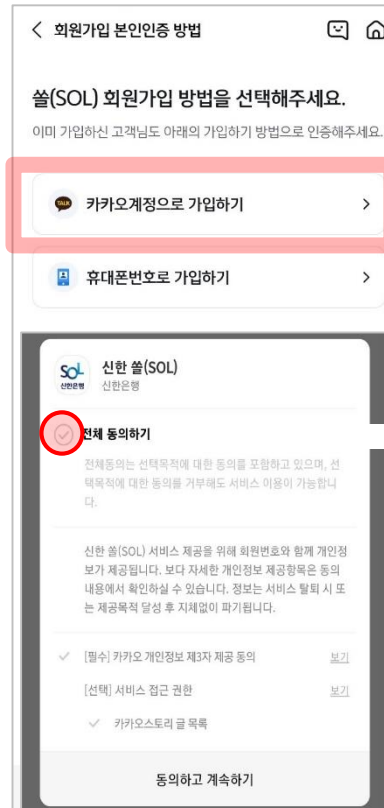 회원가입 본인인증 방법
쏠(SOL) 회원가입 방법을 선택해주세요.
이미 가입하신 고객님도 아래의 가입하기 방법으로 인증해주세요.
TALK 카카오계정으로 가입하기
휴대폰번호로 가입하기
SOL 신한 쏠(SOL)
신한은행 신한은행
전체 동의하기
전체동의는 선택목적에 대한 동의를 포함하고 있으며, 선
택목적에 대한 동의를 거부해도 서비스 이용이 가능합니
다.
신한 쏠(SOL) 서비스 제공을 위해 회원번호와 함께 개인정
보가 제공됩니다. 보다 자세한 개인정보 제공항목은 동의
내용에서 확인하실 수 있습니다. 정보는 서비스 탈퇴 시 또
는 제공목적 달성 후 지체없이 파기됩니다.
[필수] 카카오 개인정보 제3자 제공 동의 보기
[선택] 서비스 접근 권한 보기
카카오스토리 글 목록
동의하고 계속하기